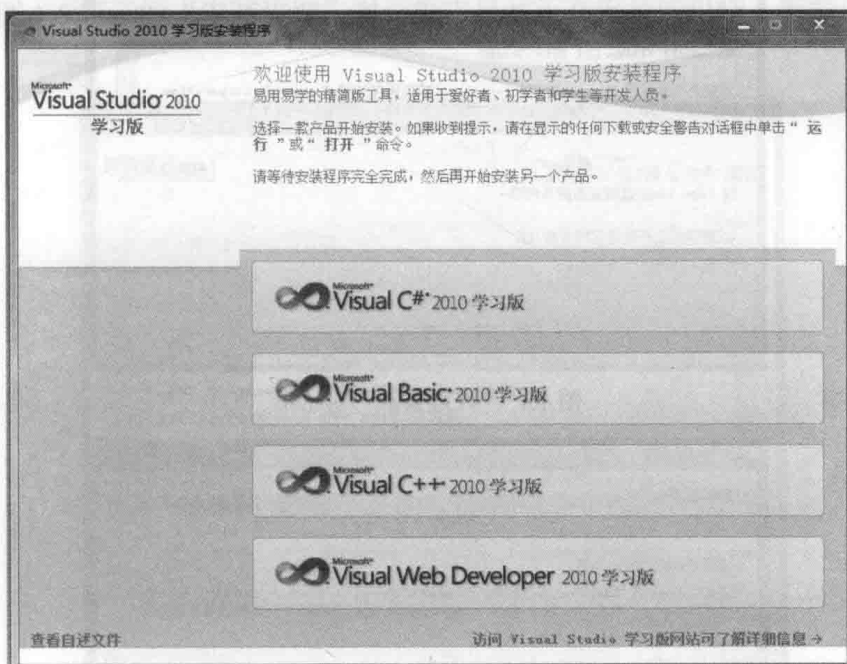 Visual Studio 2010 学习版安装程序
Microsoft
Visual Studio 2010
学习版
欢迎使用 Visual Studio 2010 学习版安装程序
易用易学的精简版工具，适用于爱好者、初学者和学生等开发人员。
选择一款产品开始安装。如果收到提示，请在显示的任何下载或安全警告对话框中单击“ 运
行 ”或“ 打开 ”命令。
请等待安装程序完全完成，然后再开始安装另一个产品。
Microsoft
Visual C# 2010 学习版
Microsoft
Visual Basic 2010 学习版
Microsoft
Visual C++ 2010 学习版
Microsoft
Visual Web Developer 2010 学习版
查看自述文件
访问 Visual Studio 学习版网站可了解详细信息 →